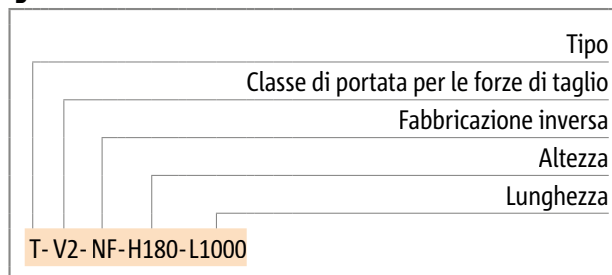 Tipo
Classe di portata per le forze di taglio
Fabbricazione inversa
Altezza
Lunghezza
T- V2- NF-H180-L1000